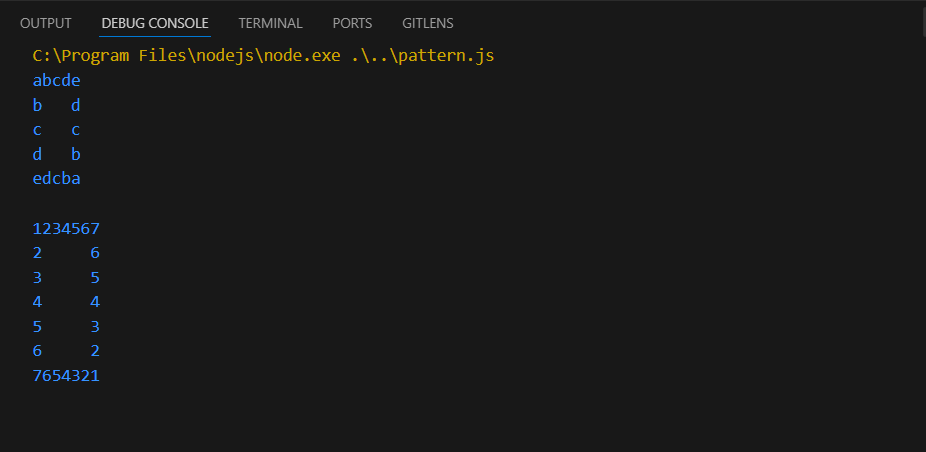 OUTPUT DEBUG CONSOLE TERMINAL PORTS GITLENS
C:\Program Files\nodejs\node.exe .\..\pattern.js
abcde
b   d
c   c
d   b
edcba

1234567
2     6
3     5
4     4
5     3
6     2
7654321